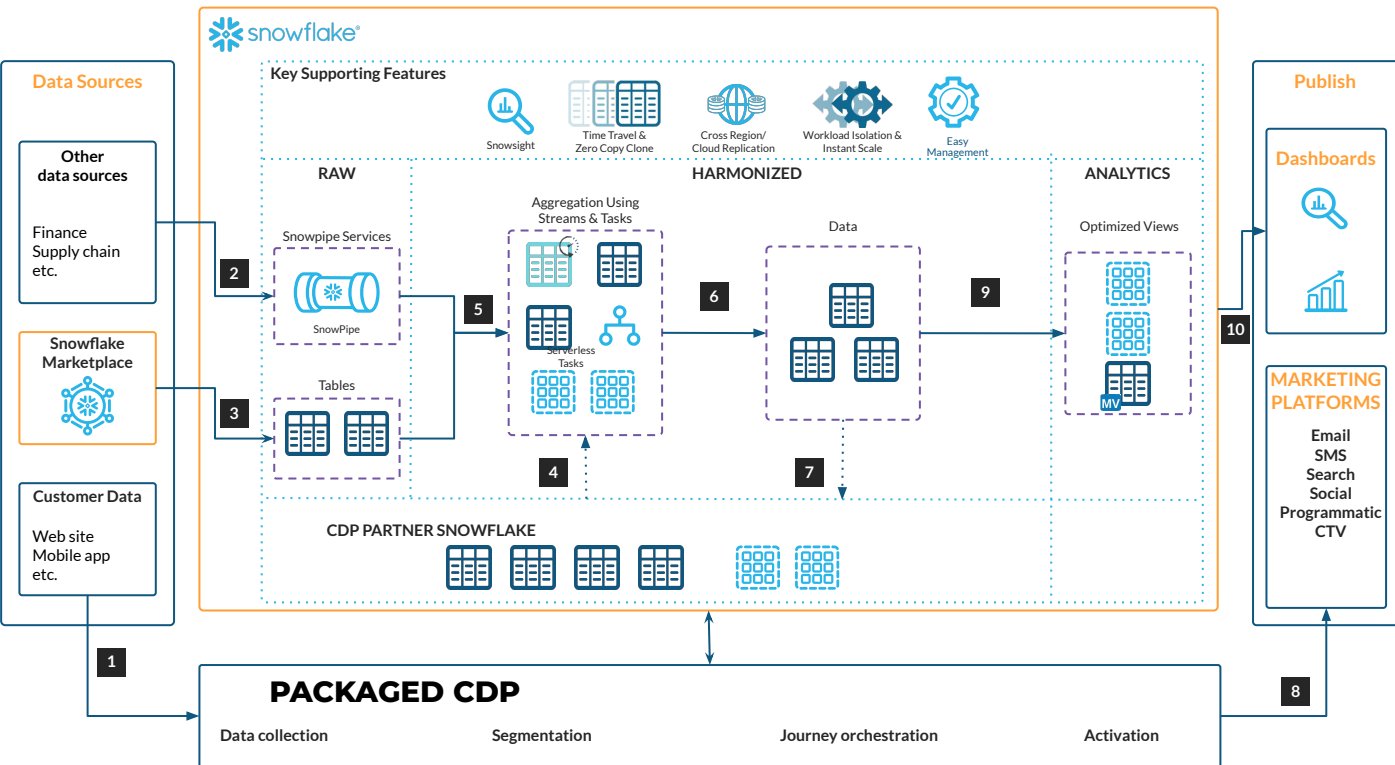 snowflake®
Data Sources
Other
data sources
Finance
Supply chain
etc.
Snowflake
Marketplace
Customer Data
Web site
Mobile app
etc.
1
2
3
Key Supporting Features
Snowsight
Time Travel &
Zero Copy Clone
Cross Region/
Cloud Replication
Workload Isolation &
Instant Scale
Easy
Management
RAW
Snowpipe Services
SnowPipe
Tables
5
HARMONIZED
Aggregation Using
Streams & Tasks
Serverless
Tasks
4
6
Data
7
9
ANALYTICS
Optimized Views
MV
CDP PARTNER SNOWFLAKE
10
Publish
Dashboards
MARKETING
PLATFORMS
Email
SMS
Search
Social
Programmatic
CTV
8
PACKAGED CDP
Data collection
Segmentation
Journey orchestration
Activation